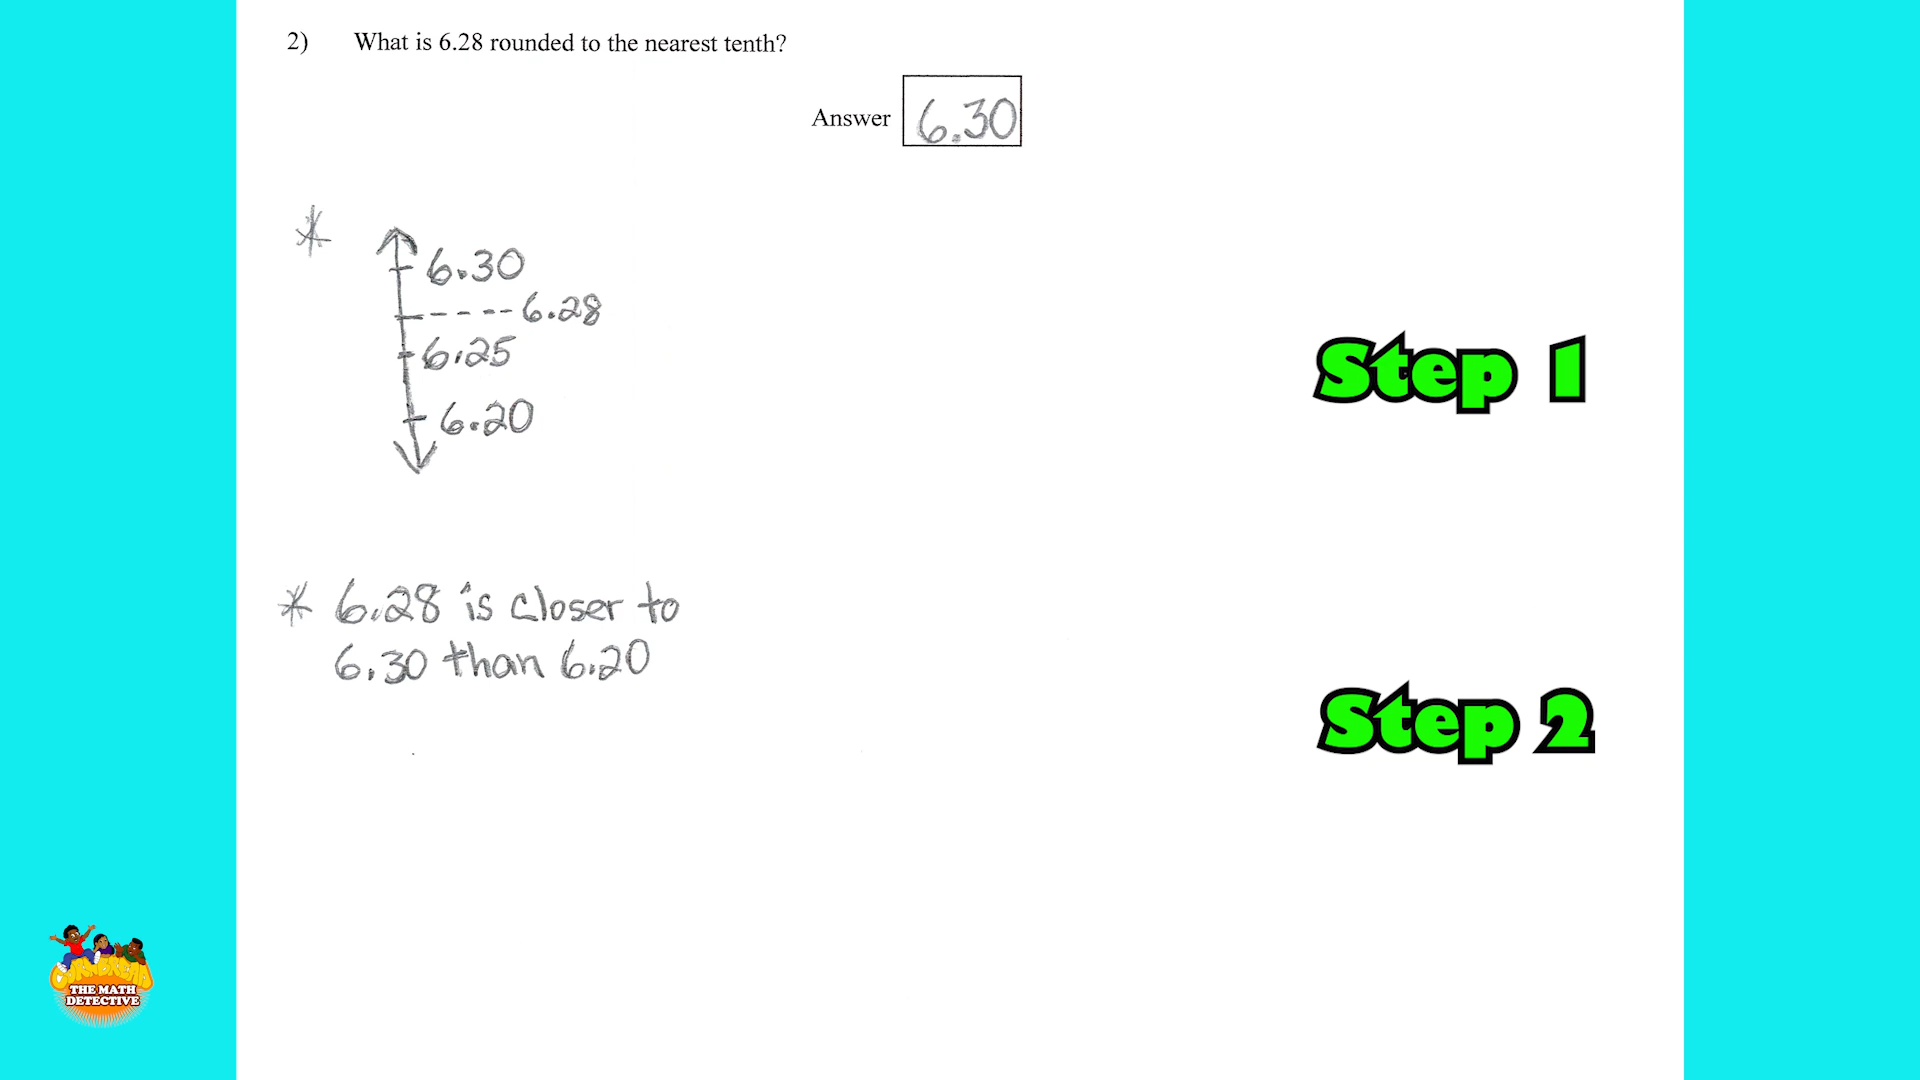 2) What is 6.28 rounded to the nearest tenth?
Answer 6.30
*
6.30
6.28
6.25
6.20
Step 1
* 6.28 is closer to
6.30 than 6.20
Step 2
CORNBREAD
THE MATH
DETECTIVE